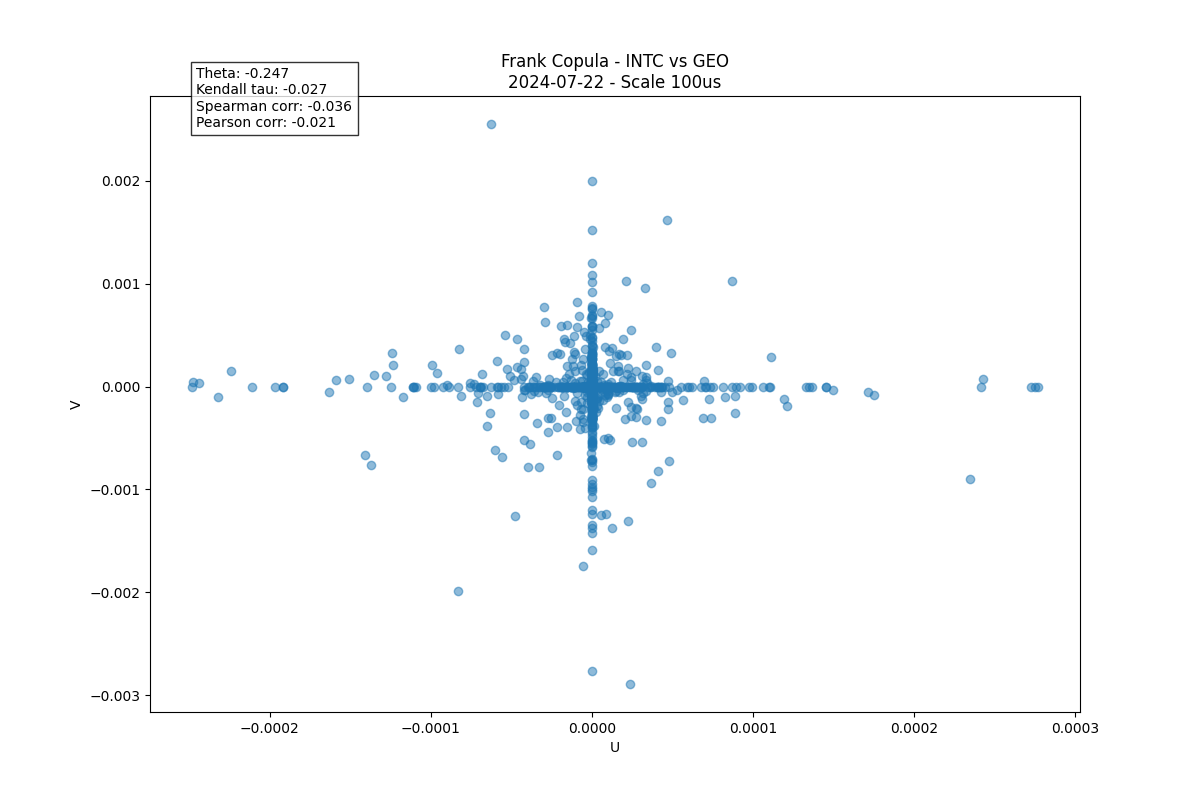 Frank Copula - INTC vs GEO
2024-07-22 - Scale 100us
Theta: -0.247
Kendall tau: -0.027
Spearman corr: -0.036
Pearson corr: -0.021
0.002
0.001
0.000
−0.001
−0.002
−0.003
V
−0.0002
−0.0001
0.0000
0.0001
0.0002
0.0003
U